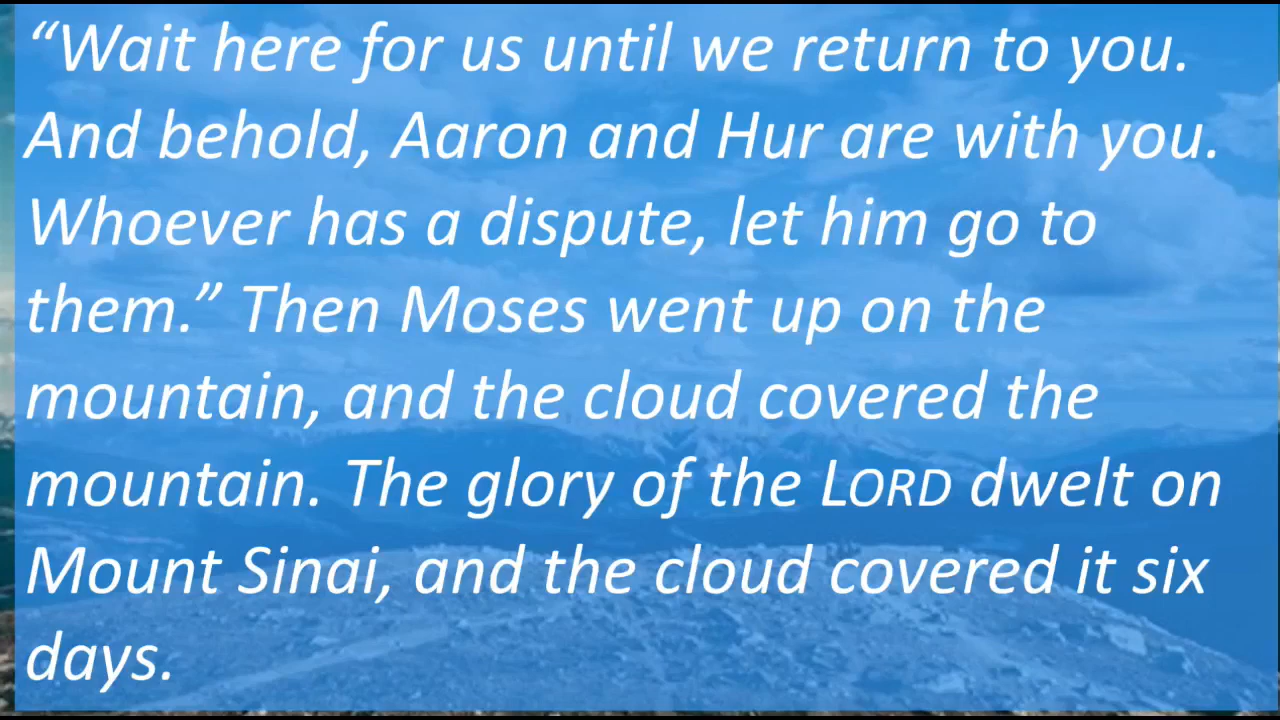 “Wait here for us until we return to you.
And behold, Aaron and Hur are with you.
Whoever has a dispute, let him go to
them.” Then Moses went up on the
mountain, and the cloud covered the
mountain. The glory of the LORD dwelt on
Mount Sinai, and the cloud covered it six
days.